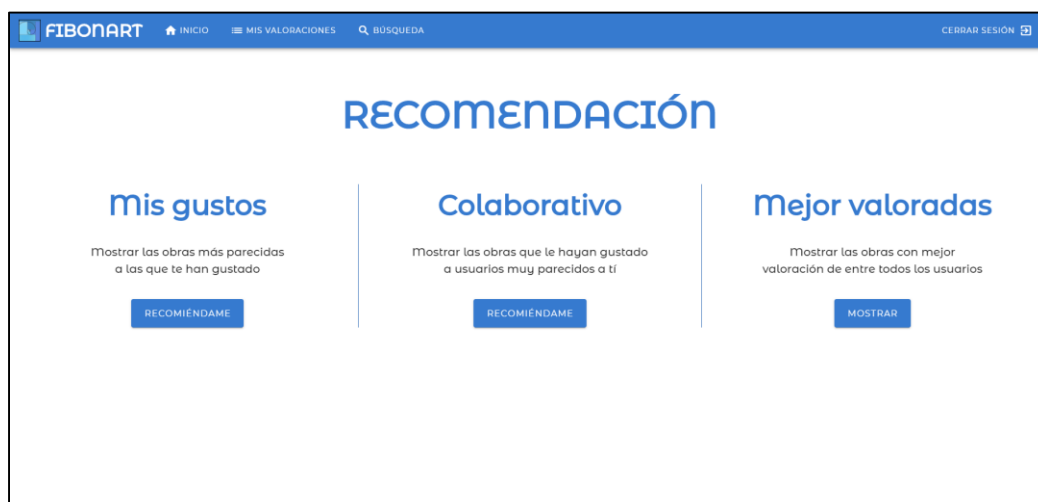 FIBONART
INICIO
MIS VALORACIONES
BÚSQUEDA
CERRAR SESIÓN
RECOMENDACIÓN
Mis gustos
Mostrar las obras más parecidas
a las que te han gustado
RECOMIÉNDAME
Colaborativo
Mostrar las obras que le hayan gustado
a usuarios muy parecidos a tí
RECOMIÉNDAME
Mejor valoradas
Mostrar las obras con mejor
valoración de entre todos los usuarios
MOSTRAR